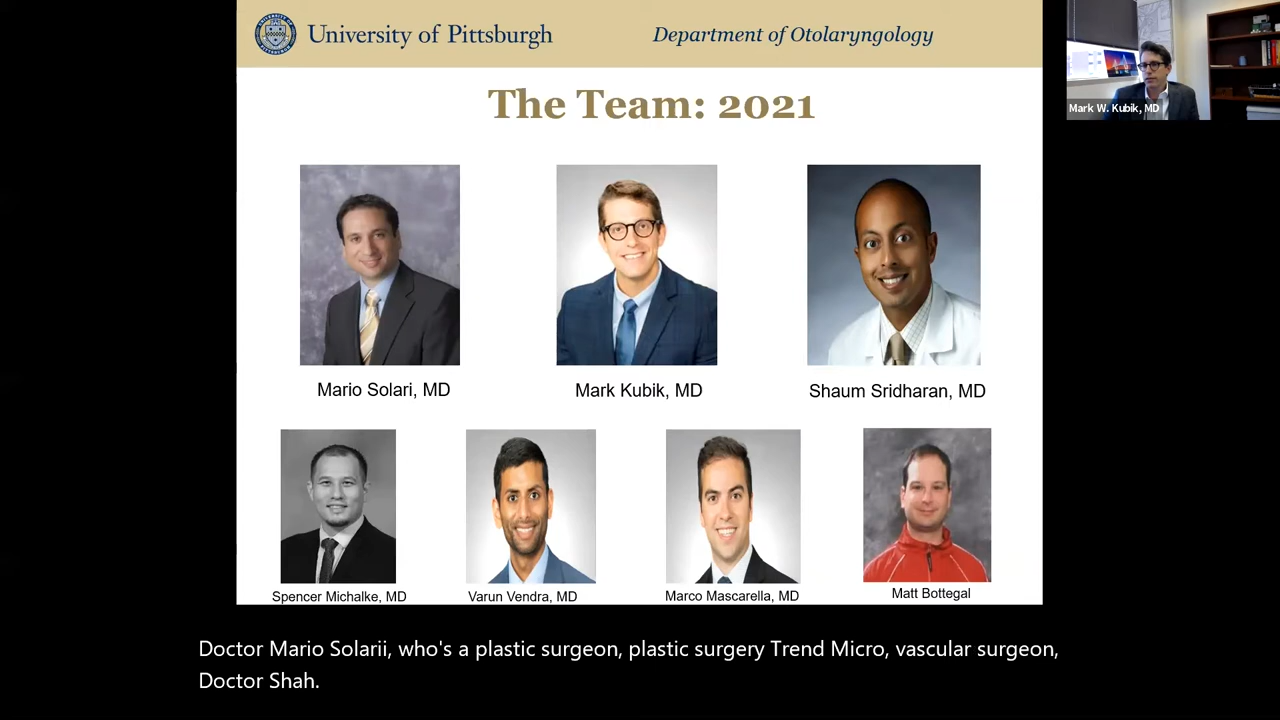 University of Pittsburgh
Department of Otolaryngology
The Team: 2021
Mark W. Kubik, MD
Mario Solari, MD
Mark Kubik, MD
Shaum Sridharan, MD
Spencer Michalke, MD
Varun Vendra, MD
Marco Mascarella, MD
Matt Bottegal
Doctor Mario Solarii, who's a plastic surgeon, plastic surgery Trend Micro, vascular surgeon,
Doctor Shah.